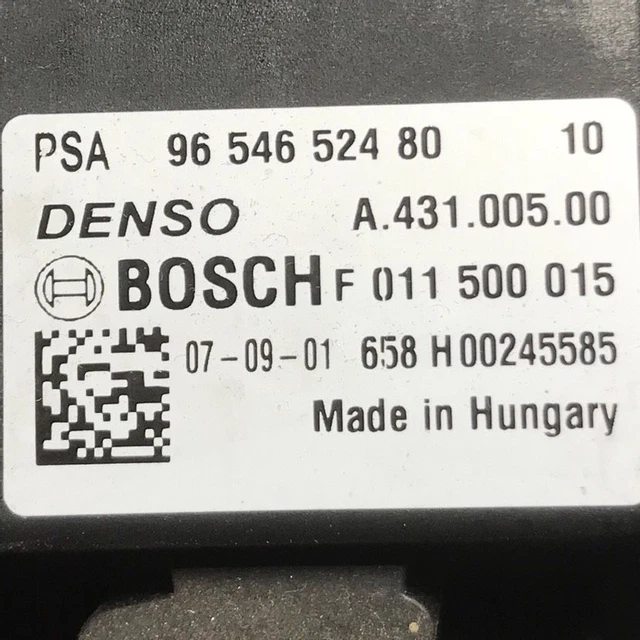 PSA 96 546 524 80 10
DENSO A.431.005.00
BOSCH F 011 500 015
07-09-01 658 H00245585
Made in Hungary